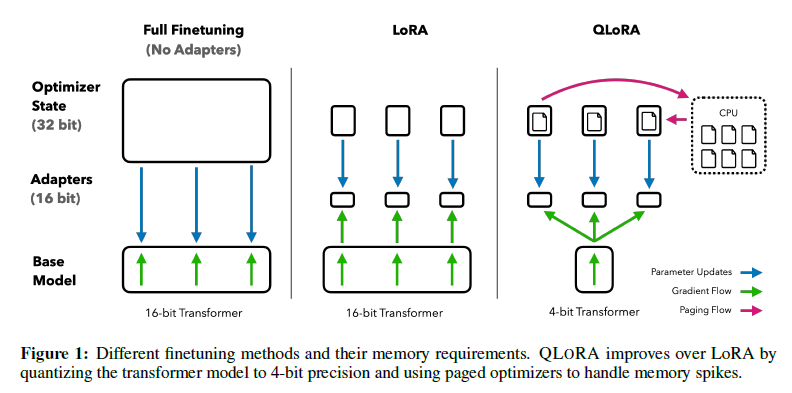 Full Finetuning
(No Adapters)
LoRA
QLoRA
Optimizer
State
(32 bit)
CPU
Adapters
(16 bit)
Base
Model
Parameter Updates
Gradient Flow
Paging Flow
16-bit Transformer
16-bit Transformer
4-bit Transformer
Figure 1: Different finetuning methods and their memory requirements. QLORA improves over LoRA by
quantizing the transformer model to 4-bit precision and using paged optimizers to handle memory spikes.